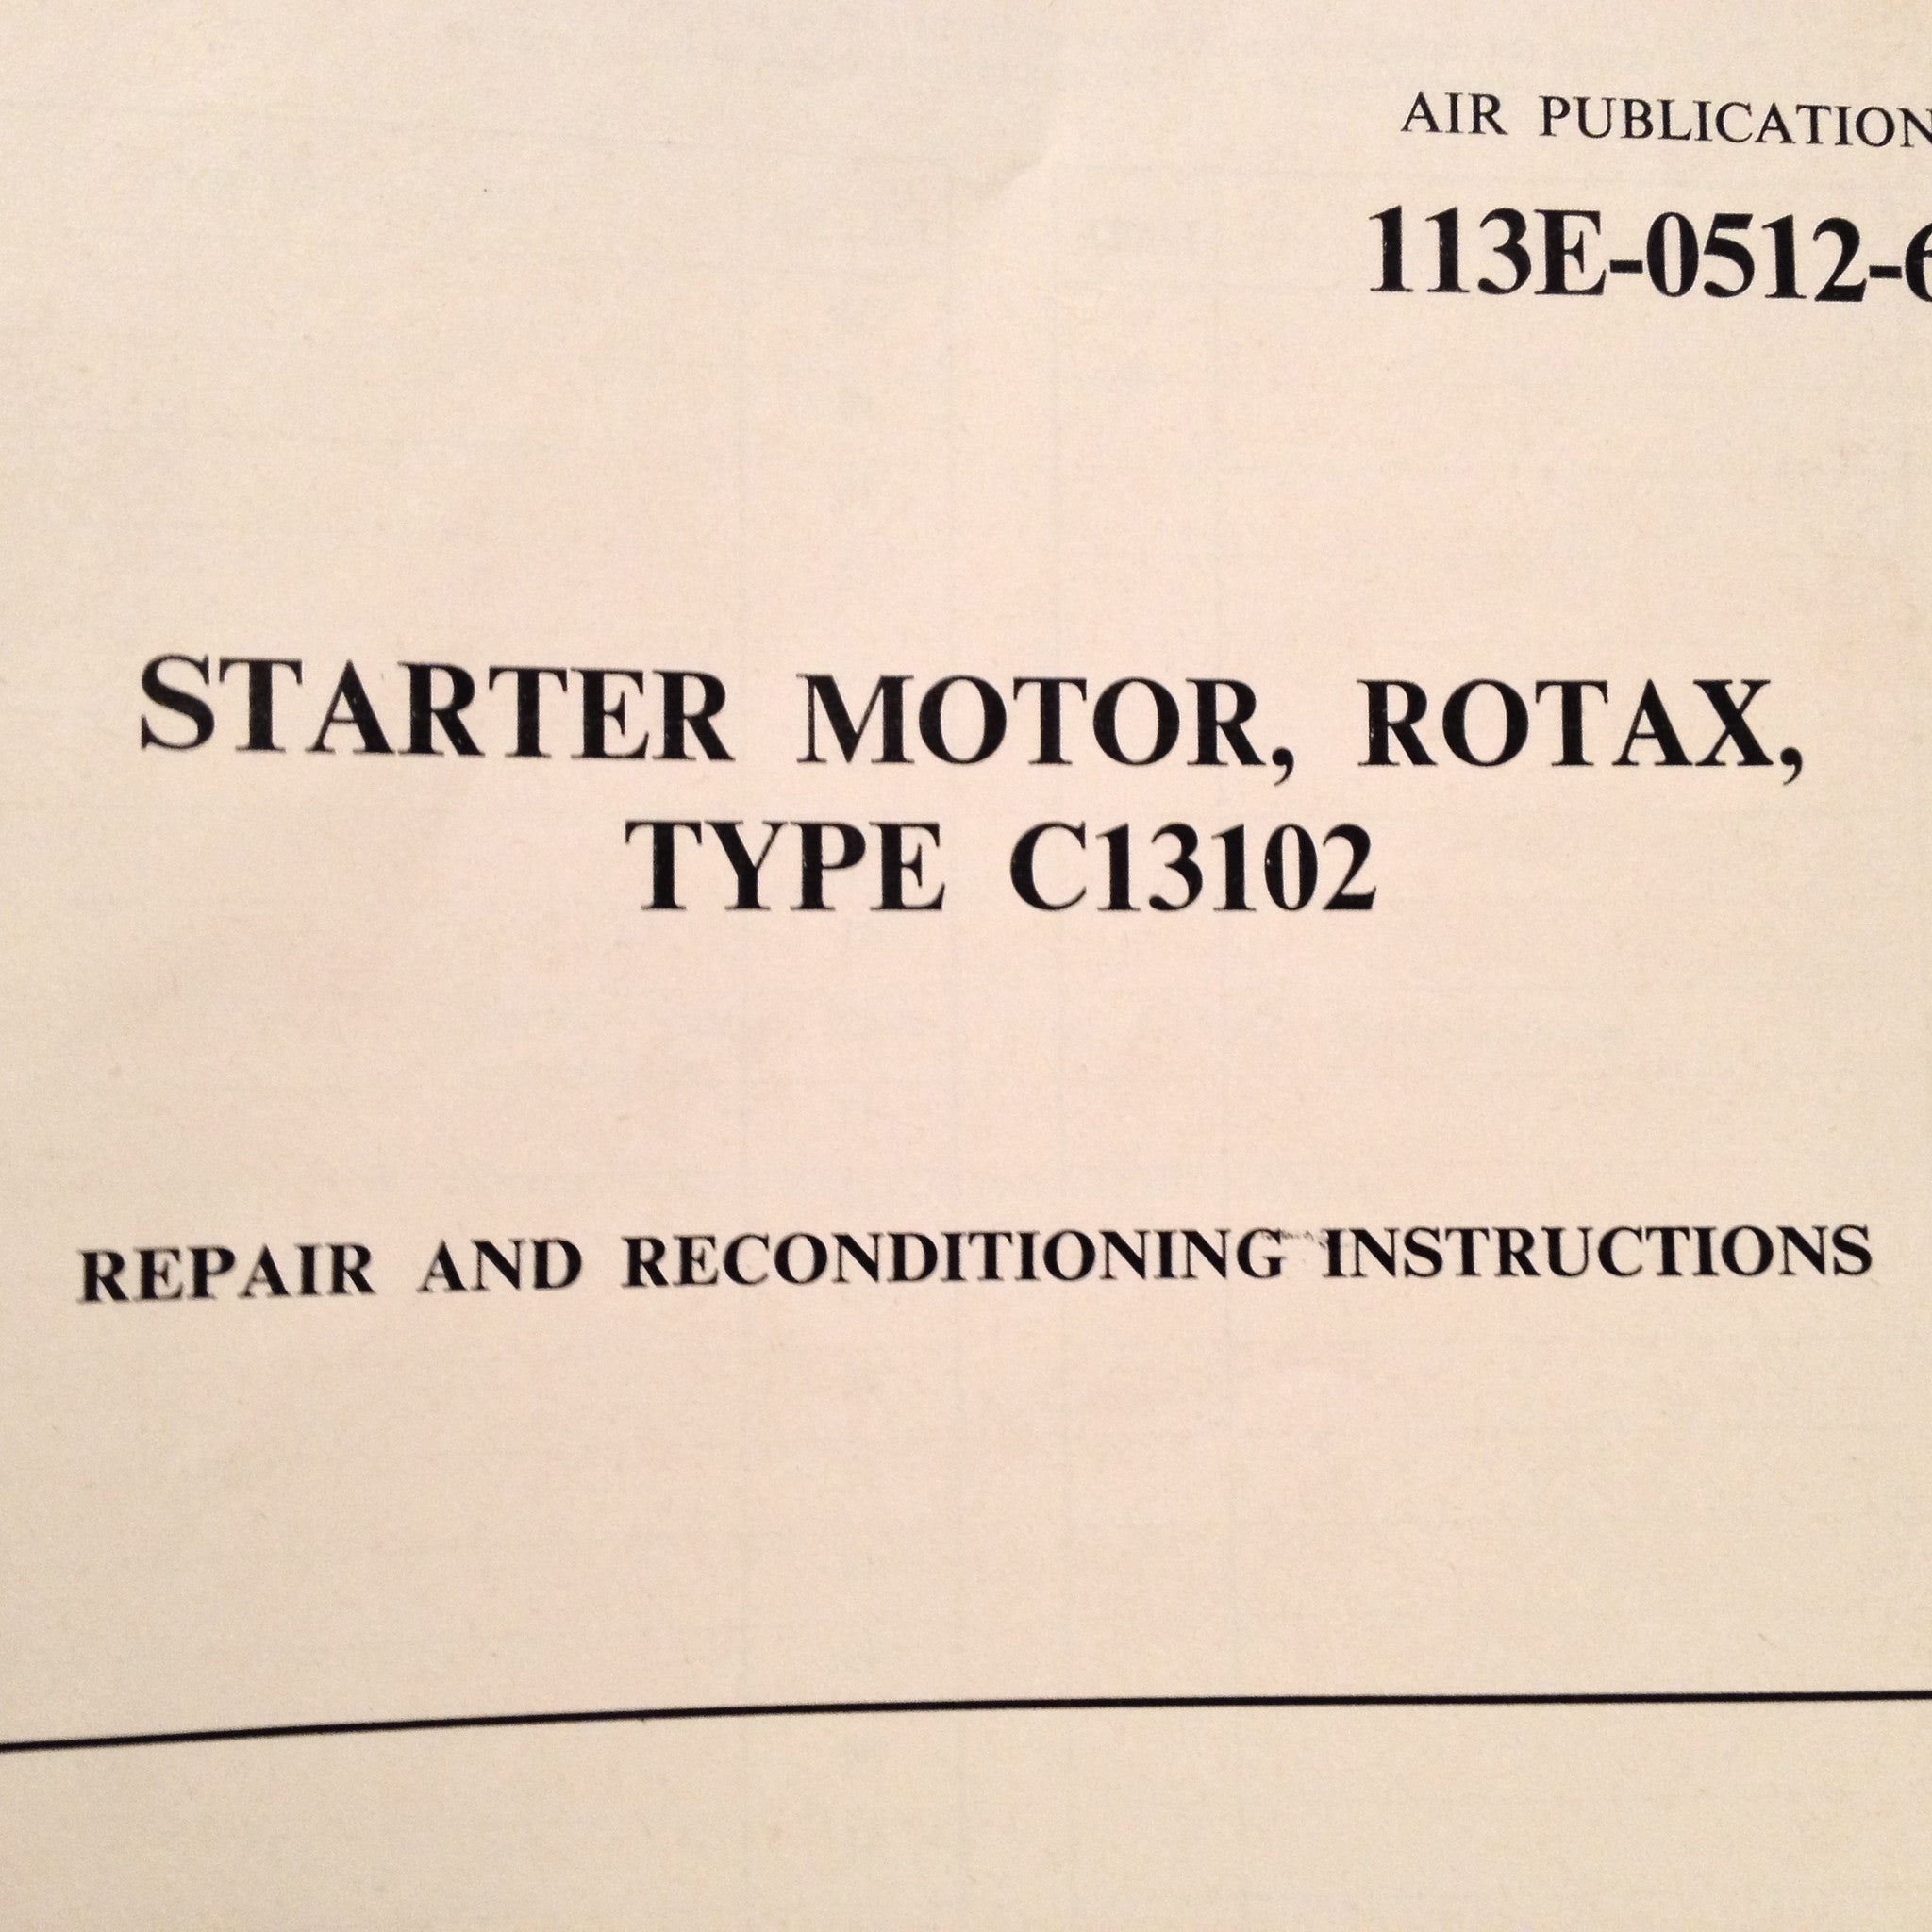 AIR PUBLICATION
113E-0512-6
STARTER MOTOR, ROTAX,
TYPE C13102
REPAIR AND RECONDITIONING INSTRUCTIONS